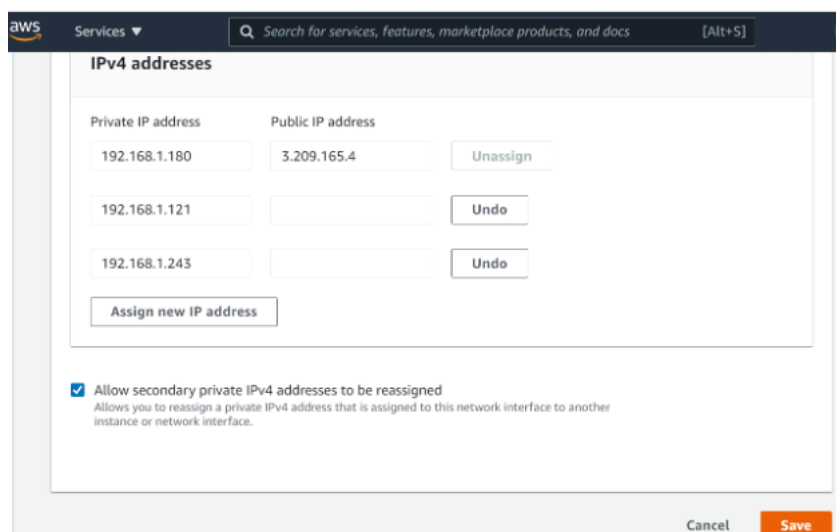 aws
Services ▼
Search for services, features, marketplace products, and docs
[Alt+S]
IPv4 addresses
Private IP address
Public IP address
192.168.1.180
3.209.165.4
Unassign
192.168.1.121
Undo
192.168.1.243
Undo
Assign new IP address
Allow secondary private IPv4 addresses to be reassigned
Allows you to reassign a private IPv4 address that is assigned to this network interface to another
instance or network interface.
Cancel
Save